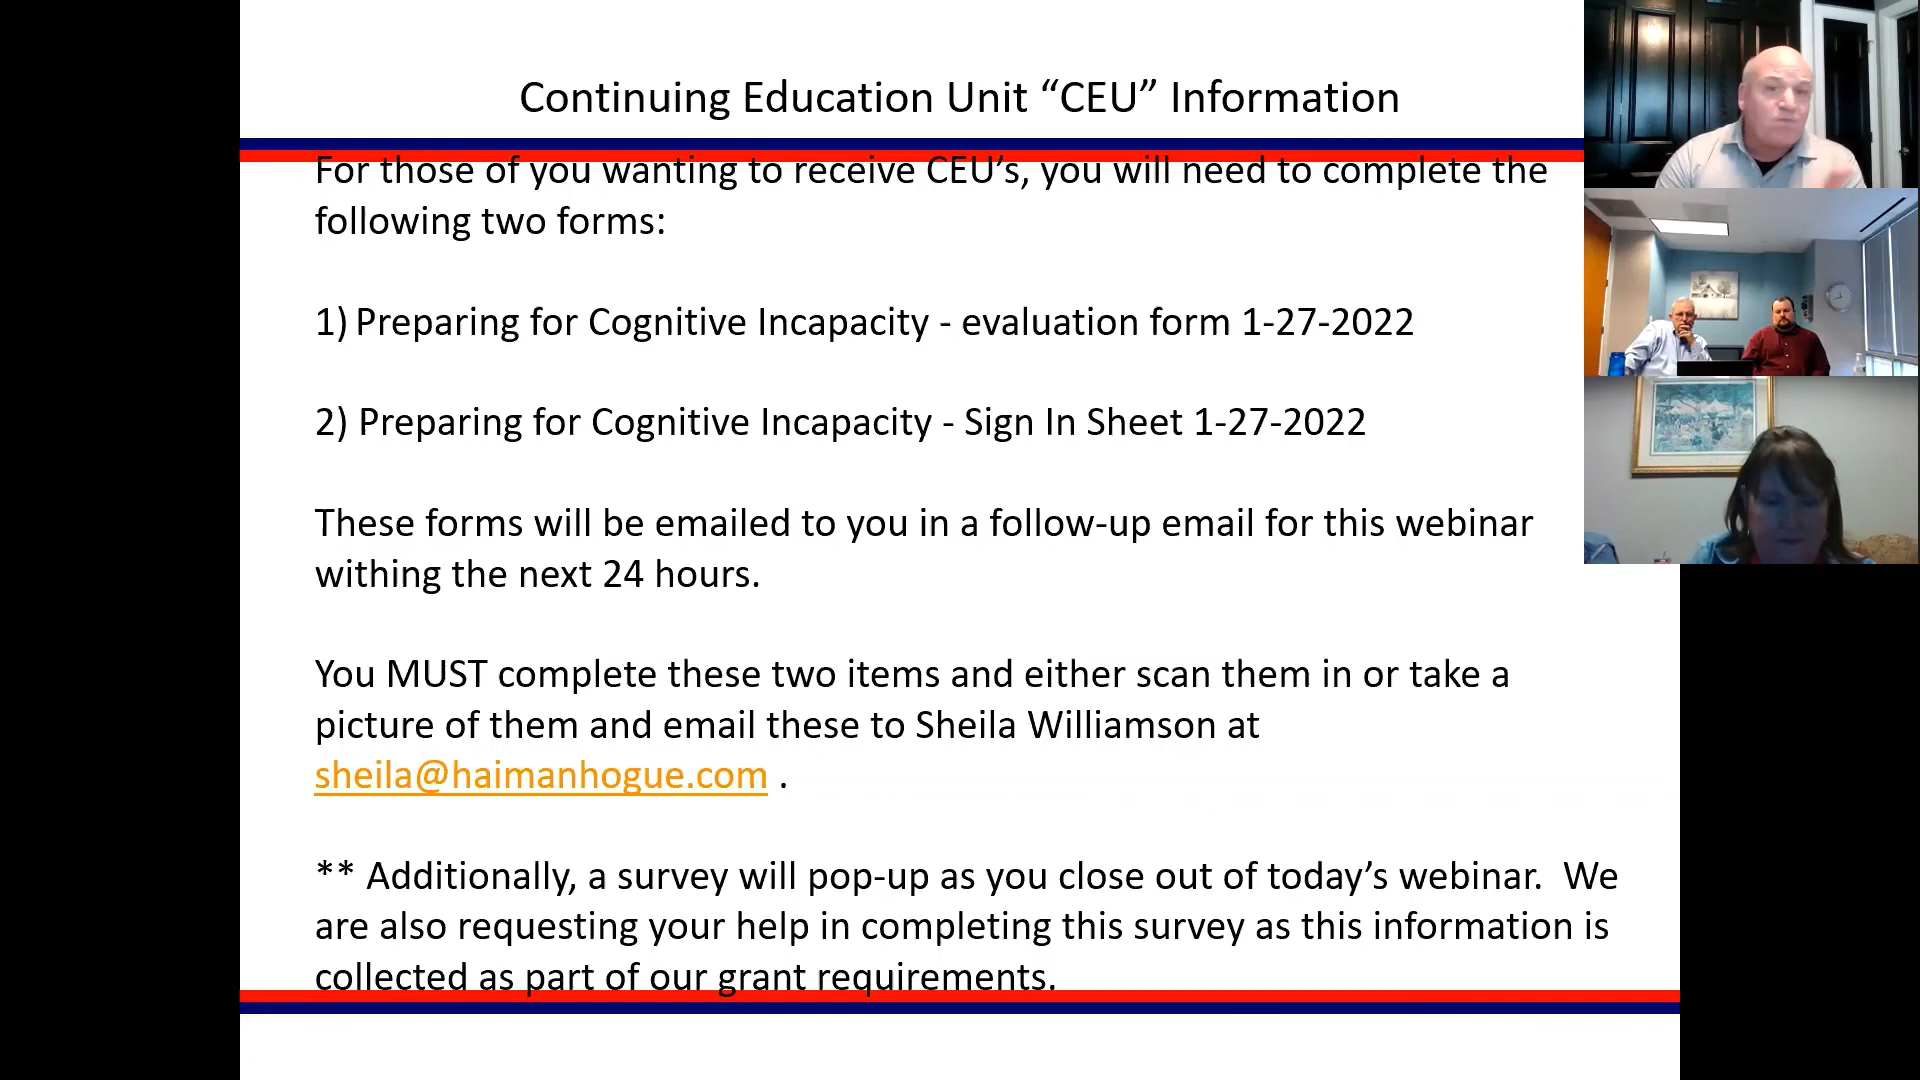 Continuing Education Unit “CEU” Information
For those of you wanting to receive CEU’s, you will need to complete the
following two forms:
1) Preparing for Cognitive Incapacity - evaluation form 1-27-2022
2) Preparing for Cognitive Incapacity - Sign In Sheet 1-27-2022
These forms will be emailed to you in a follow-up email for this webinar
withing the next 24 hours.
You MUST complete these two items and either scan them in or take a
picture of them and email these to Sheila Williamson at
sheila@haimanhogue.com .
** Additionally, a survey will pop-up as you close out of today’s webinar.  We
are also requesting your help in completing this survey as this information is
collected as part of our grant requirements.